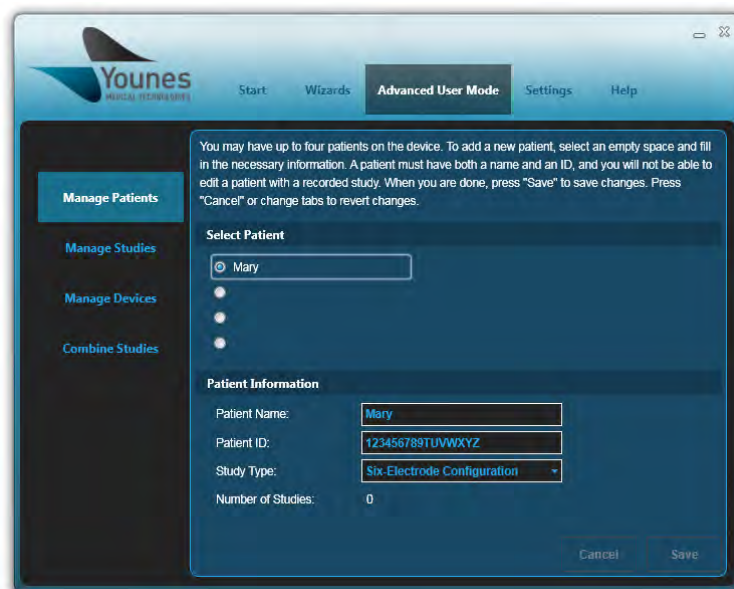 Younes
MEDICAL TECHNOLOGIES
Start Wizards Advanced User Mode Settings Help
You may have up to four patients on the device. To add a new patient, select an empty space and fill
in the necessary information. A patient must have both a name and an ID, and you will not be able to
edit a patient with a recorded study. When you are done, press "Save" to save changes. Press
"Cancel" or change tabs to revert changes.
Manage Patients
Manage Studies
Manage Devices
Combine Studies
Select Patient
Mary
Patient Information
Patient Name: Mary
Patient ID: 123456789TUVWXYZ
Study Type: Six-Electrode Configuration
Number of Studies: 0
Cancel Save